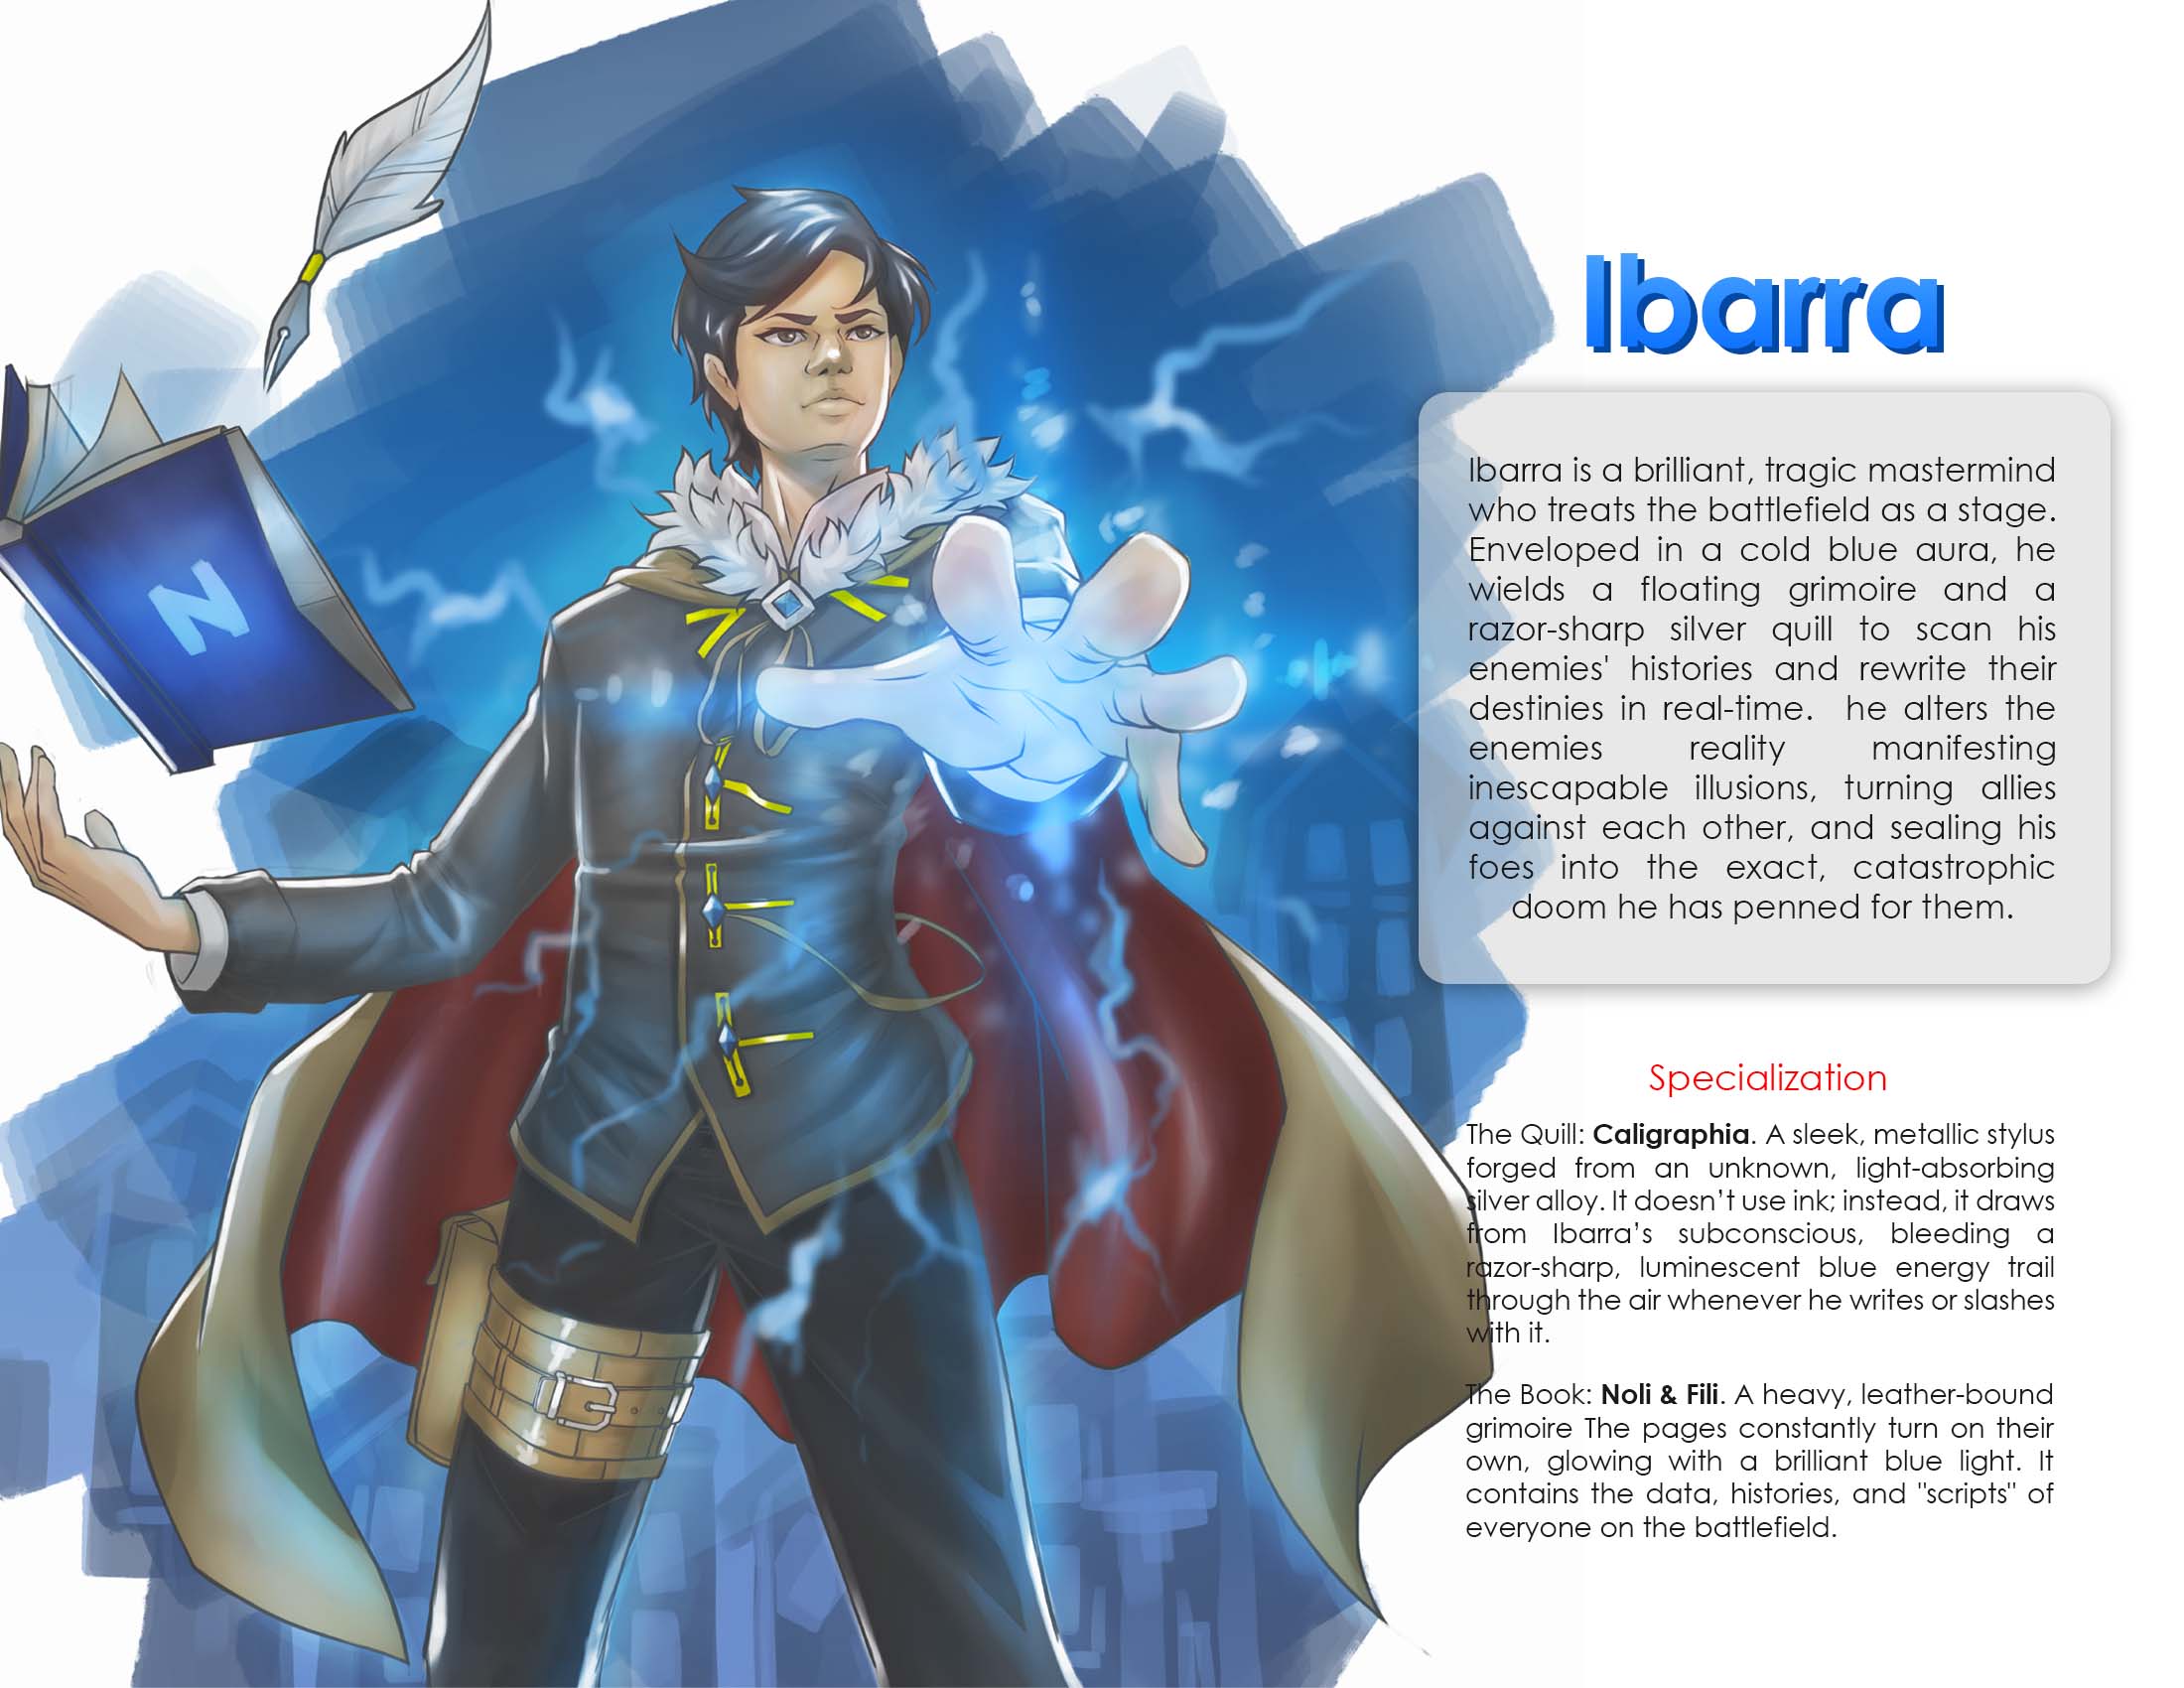 N
Ibarra
Ibarra is a brilliant, tragic mastermind
who treats the battlefield as a stage.
Enveloped in a cold blue aura, he
wields a floating grimoire and a
razor-sharp silver quill to scan his
enemies' histories and rewrite their
destinies in real-time.  he alters the
enemies reality manifesting
inescapable illusions, turning allies
against each other, and sealing his
foes into the exact, catastrophic
doom he has penned for them.
Specialization
The Quill: Caligraphia. A sleek, metallic stylus
forged from an unknown, light-absorbing
silver alloy. It doesn’t use ink; instead, it draws
from Ibarra’s subconscious, bleeding a
razor-sharp, luminescent blue energy trail
through the air whenever he writes or slashes
with it.
The Book: Noli & Fili. A heavy, leather-bound
grimoire The pages constantly turn on their
own, glowing with a brilliant blue light. It
contains the data, histories, and "scripts" of
everyone on the battlefield.